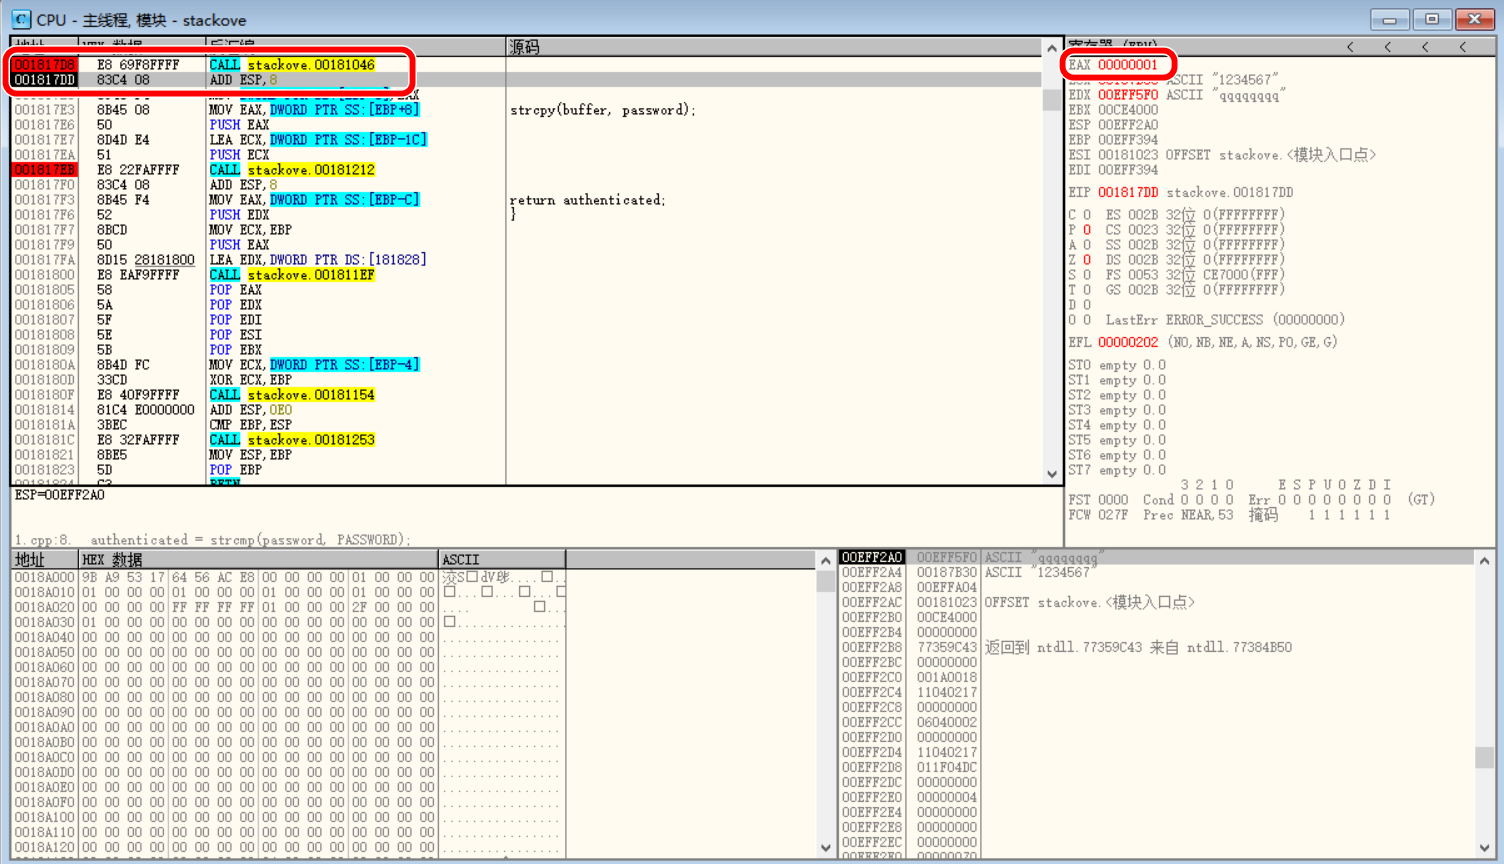 CPU - 主线程, 模块 - stackove
地址 HEX 数据 反汇编 源码
001817D8 E8 69F8FFFF CALL stackove.00181046
001817DD 83C4 08 ADD ESP,8
001817E3 8B45 08 MOV EAX,DWORD PTR SS:[EBP+8] strcpy(buffer, password);
001817E6 50 PUSH EAX
001817E7 8D4D E4 LEA ECX,DWORD PTR SS:[EBP-1C]
001817EA 51 PUSH ECX
001817EB E8 22FAFFFF CALL stackove.00181212
001817F0 83C4 08 ADD ESP,8
001817F3 8B45 F4 MOV EAX,DWORD PTR SS:[EBP-C] return authenticated;
001817F6 52 PUSH EDX }
001817F7 8BCD MOV ECX,EBP
001817F9 50 PUSH EAX
001817FA 8D15 28181800 LEA EDX,DWORD PTR DS:[181828]
00181800 E8 EAF9FFFF CALL stackove.001811EF
00181805 58 POP EAX
00181806 5A POP EDX
00181807 5F POP EDI
00181808 5E POP ESI
00181809 5B POP EBX
0018180A 8B4D FC MOV ECX,DWORD PTR SS:[EBP-4]
0018180D 33CD XOR ECX,EBP
0018180F E8 40F9FFFF CALL stackove.00181154
00181814 81C4 E0000000 ADD ESP,0E0
0018181A 3BEC CMP EBP,ESP
0018181C E8 32FAFFFF CALL stackove.00181253
00181821 8BE5 MOV ESP,EBP
00181823 5D POP EBP
00181824 C3 RETN
ESP=00EFF2A0
1.cpp:8. authenticated = strcmp(password, PASSWORD);
EAX 00000001
ASCII "1234567"
EDX 00EFF5F0 ASCII "qqqqqqqq"
EBX 00CE4000
ESP 00EFF2A0
EBP 00EFF394
ESI 00181023 OFFSET stackove.<模块入口点>
EDI 00EFF394
EIP 001817DD stackove.001817DD
C 0 ES 002B 32位 0(FFFFFFFF)
P 0 CS 0023 32位 0(FFFFFFFF)
A 0 SS 002B 32位 0(FFFFFFFF)
Z 0 DS 002B 32位 0(FFFFFFFF)
S 0 FS 0053 32位 CE7000(FFF)
T 0 GS 002B 32位 0(FFFFFFFF)
D 0
O 0 LastErr ERROR_SUCCESS (00000000)
EFL 00000202 (NO,NB,NE,A,NS,PO,GE,G)
ST0 empty 0.0
ST1 empty 0.0
ST2 empty 0.0
ST3 empty 0.0
ST4 empty 0.0
ST5 empty 0.0
ST6 empty 0.0
ST7 empty 0.0
3 2 1 0 E S P U O Z D I
FST 0000 Cond 0 0 0 0 Err 0 0 0 0 0 0 0 0 (GT)
FCW 027F Prec NEAR,53 掩码 1 1 1 1 1 1
地址 HEX 数据 ASCII
0018A000 9B A9 53 17 64 56 AC E8 00 00 00 00 01 00 00 00
0018A010 01 00 00 00 01 00 00 00 01 00 00 00 01 00 00 00
0018A020 00 00 00 00 FF FF FF FF 01 00 00 00 2F 00 00 00
0018A030 01 00 00 00 00 00 00 00 00 00 00 00 00 00 00 00
0018A040 00 00 00 00 00 00 00 00 00 00 00 00 00 00 00 00
0018A050 00 00 00 00 00 00 00 00 00 00 00 00 00 00 00 00
0018A060 00 00 00 00 00 00 00 00 00 00 00 00 00 00 00 00
0018A070 00 00 00 00 00 00 00 00 00 00 00 00 00 00 00 00
0018A080 00 00 00 00 00 00 00 00 00 00 00 00 00 00 00 00
0018A090 00 00 00 00 00 00 00 00 00 00 00 00 00 00 00 00
0018A0A0 00 00 00 00 00 00 00 00 00 00 00 00 00 00 00 00
0018A0B0 00 00 00 00 00 00 00 00 00 00 00 00 00 00 00 00
0018A0C0 00 00 00 00 00 00 00 00 00 00 00 00 00 00 00 00
0018A0D0 00 00 00 00 00 00 00 00 00 00 00 00 00 00 00 00
0018A0E0 00 00 00 00 00 00 00 00 00 00 00 00 00 00 00 00
0018A0F0 00 00 00 00 00 00 00 00 00 00 00 00 00 00 00 00
0018A100 00 00 00 00 00 00 00 00 00 00 00 00 00 00 00 00
0018A110 00 00 00 00 00 00 00 00 00 00 00 00 00 00 00 00
0018A120 00 00 00 00 00 00 00 00 00 00 00 00 00 00 00 00
00EFF2A0 00EFF5F0 ASCII "qqqqqqqq"
00EFF2A4 00187B30 ASCII "1234567"
00EFF2A8 00EFFA04
00EFF2AC 00181023 OFFSET stackove.<模块入口点>
00EFF2B0 00CE4000
00EFF2B4 00000000
00EFF2B8 77359C43 返回到 ntdll.77359C43 来自 ntdll.77384B50
00EFF2BC 00000000
00EFF2C0 001A0018
00EFF2C4 11040217
00EFF2C8 00000000
00EFF2CC 06040002
00EFF2D0 00000000
00EFF2D4 11040217
00EFF2D8 011F04DC
00EFF2DC 00000000
00EFF2E0 00000004
00EFF2E4 00000000
00EFF2E8 00000000
00EFF2EC 00000000
00EFF2F0 00000070